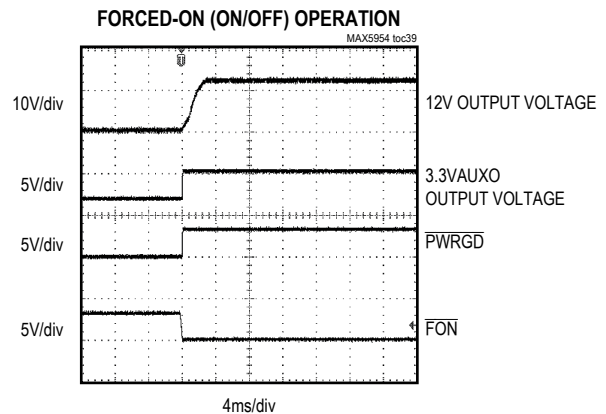 FORCED-ON (ON/OFF) OPERATION
MAX5954 toc39
10V/div
12V OUTPUT VOLTAGE
5V/div
3.3VAUXO
OUTPUT VOLTAGE
5V/div
PWRGD
5V/div
FON
4ms/div